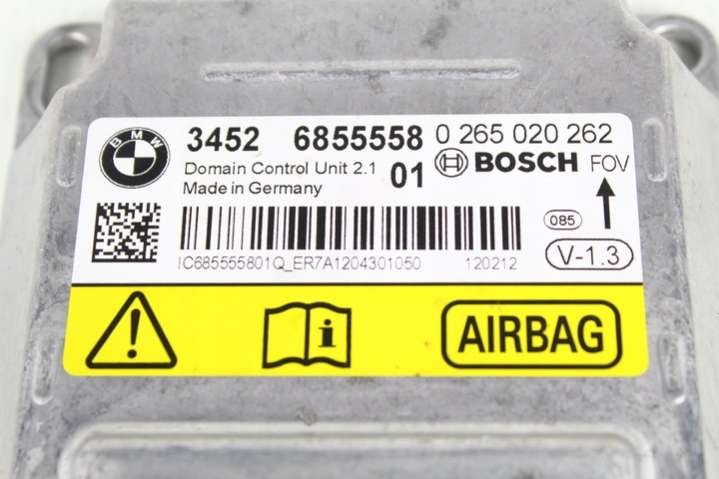 BMW
3452 6855558 0 265 020 262
Domain Control Unit 2.1 01 BOSCH FOV
Made in Germany
085
V-1.3
IC685555801Q_ER7A1204301050 120212
i
AIRBAG